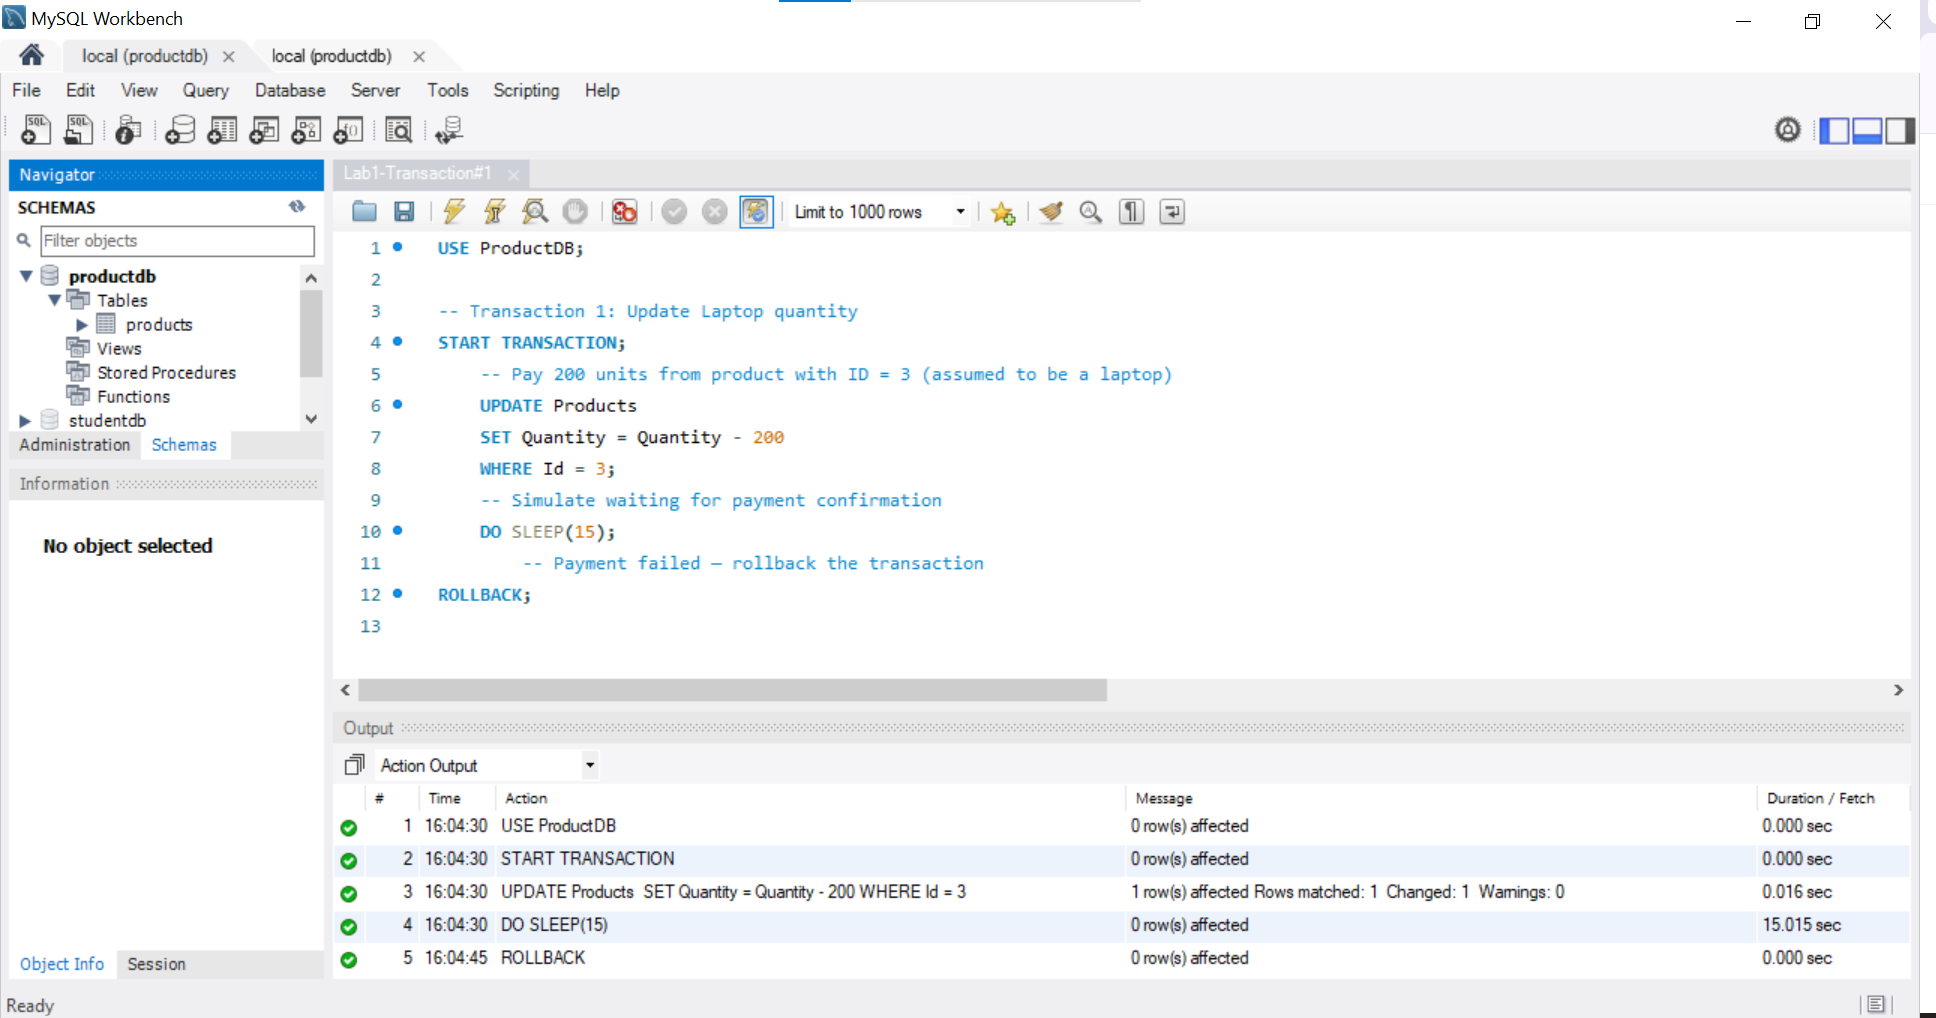 MySQL Workbench
local (productdb) local (productdb)
File Edit View Query Database Server Tools Scripting Help
Navigator
SCHEMAS
Filter objects
productdb
Tables
products
Views
Stored Procedures
Functions
studentdb
Administration Schemas
Information
No object selected
Object Info Session
Lab1-Transaction#1
Limit to 1000 rows
1 USE ProductDB;
2
3 -- Transaction 1: Update Laptop quantity
4 START TRANSACTION;
5 -- Pay 200 units from product with ID = 3 (assumed to be a laptop)
6 UPDATE Products
7 SET Quantity = Quantity - 200
8 WHERE Id = 3;
9 -- Simulate waiting for payment confirmation
10 DO SLEEP(15);
11 -- Payment failed — rollback the transaction
12 ROLLBACK;
13
Output
Action Output
# Time Action Message Duration / Fetch
1 16:04:30 USE ProductDB 0 row(s) affected 0.000 sec
2 16:04:30 START TRANSACTION 0 row(s) affected 0.000 sec
3 16:04:30 UPDATE Products SET Quantity = Quantity - 200 WHERE Id = 3 1 row(s) affected Rows matched: 1 Changed: 1 Warnings: 0 0.016 sec
4 16:04:30 DO SLEEP(15) 0 row(s) affected 15.015 sec
5 16:04:45 ROLLBACK 0 row(s) affected 0.000 sec
Ready